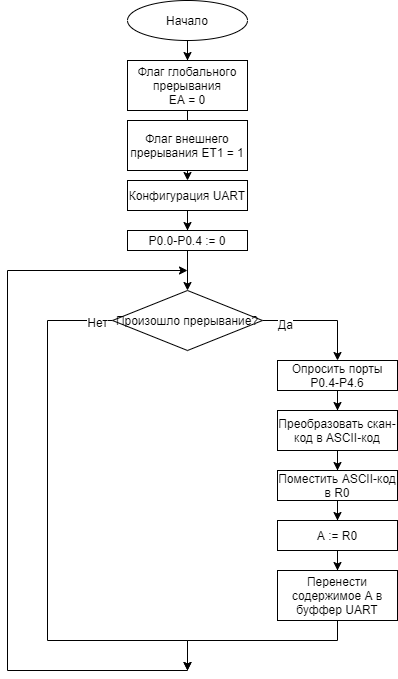 Начало
Флаг глобального
прерывания
EA = 0
Флаг внешнего
прерывания ET1 = 1
Конфигурация UART
P0.0-P0.4 := 0
Произошло прерывание?
Нет
Да
Опросить порты
P0.4-P4.6
Преобразовать скан-
код в ASCII-код
Поместить ASCII-код
в R0
A := R0
Перенести
содержимое А в
буффер UART